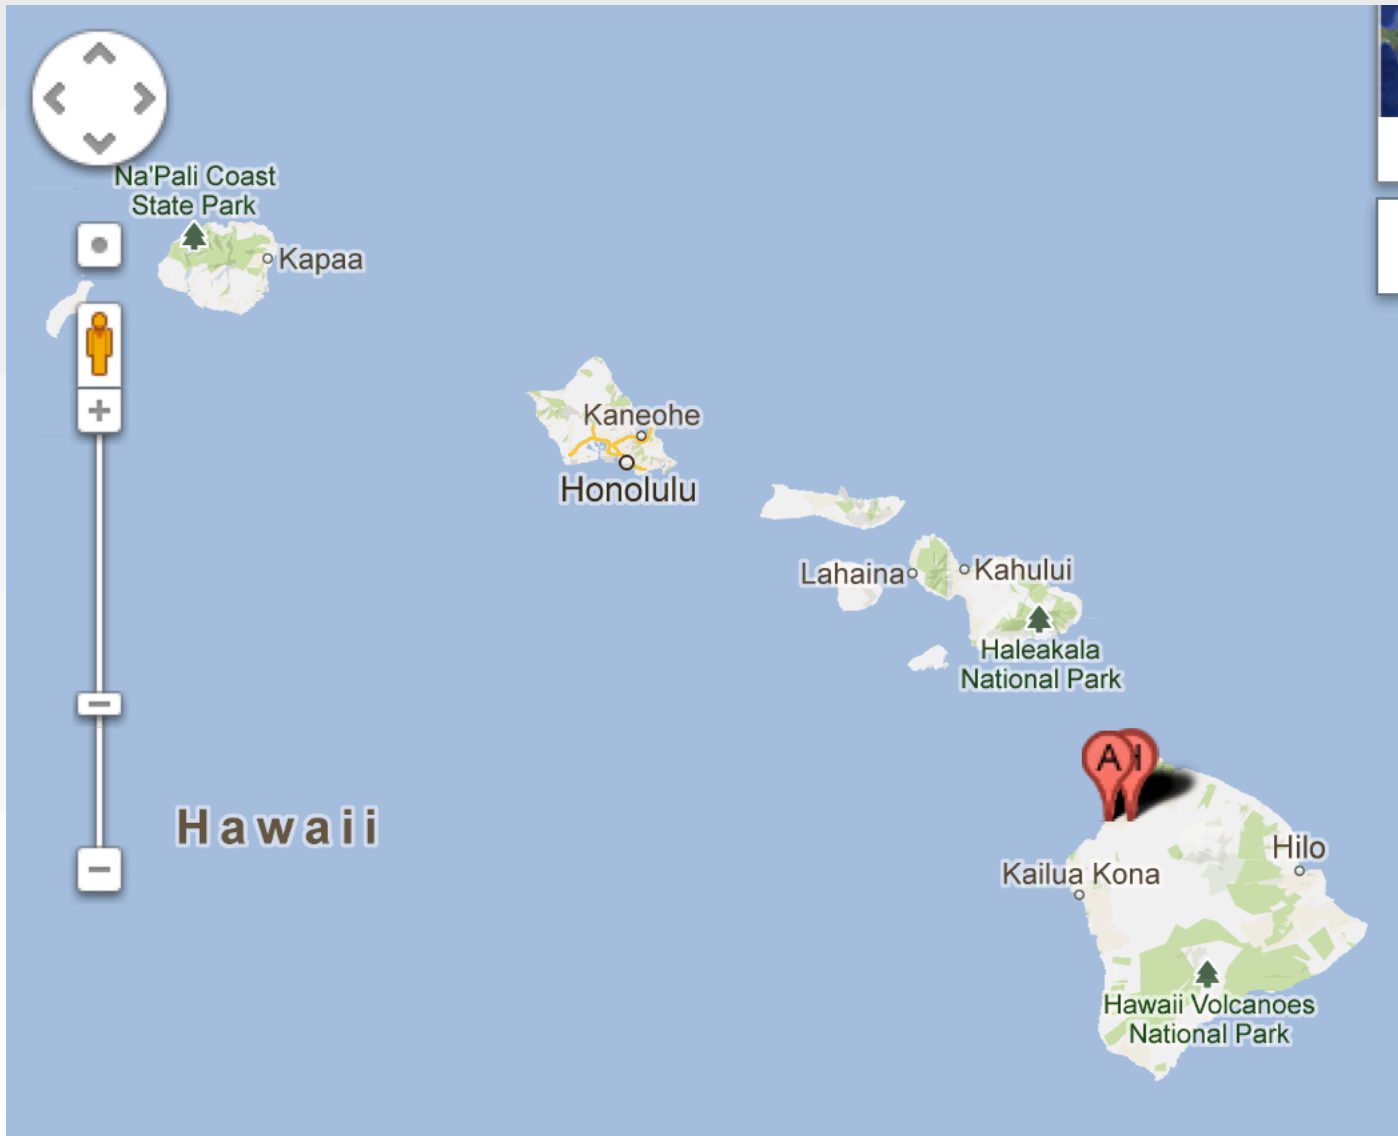 Na'Pali Coast
State Park
Kapaa
Kaneohe
Honolulu
Lahaina
Kahului
Haleakala
National Park
A
Hawaii
Hilo
Kailua Kona
Hawaii Volcanoes
National Park